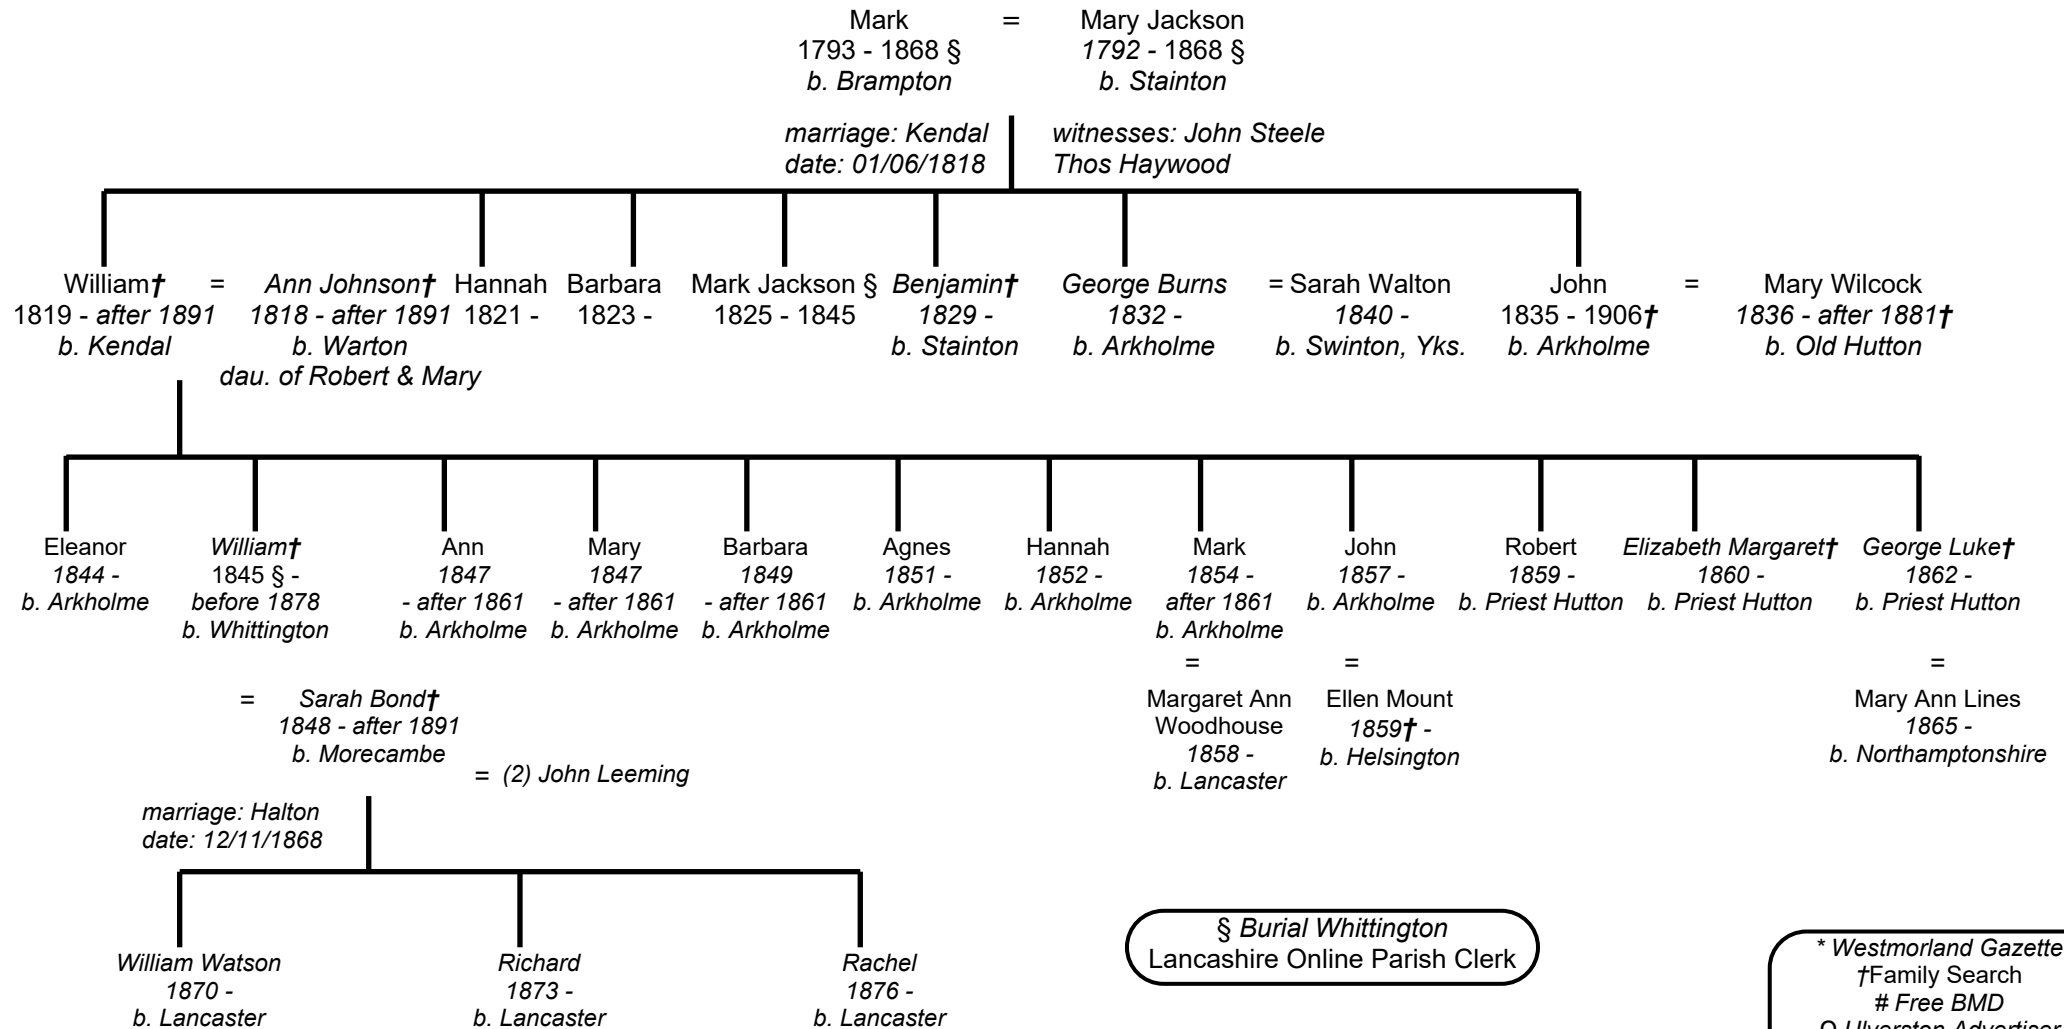 Mark = Mary Jackson
1793 - 1868 § 1792 - 1868 §
b. Brampton b. Stainton
marriage: Kendal witnesses: John Steele
date: 01/06/1818 Thos Haywood
William† = Ann Johnson† Hannah Barbara Mark Jackson § Benjamin† George Burns = Sarah Walton John = Mary Wilcock
1819 - after 1891 1818 - after 1891 1821 - 1823 - 1825 - 1845 1829 - 1832 - 1840 - 1835 - 1906† 1836 - after 1881†
b. Kendal b. Warton b. Stainton b. Arkholme b. Swinton, Yks. b. Arkholme b. Old Hutton
dau. of Robert & Mary
Eleanor William† Ann Mary Barbara Agnes Hannah Mark John Robert Elizabeth Margaret† George Luke†
1844 - 1845 § - 1847 1847 1849 1851 - 1852 - 1854 - 1857 - 1859 - 1860 - 1862 -
b. Arkholme before 1878 - after 1861 - after 1861 - after 1861 b. Arkholme b. Arkholme after 1861 b. Arkholme b. Priest Hutton b. Priest Hutton b. Priest Hutton
b. Whittington b. Arkholme b. Arkholme b. Arkholme b. Arkholme
= = =
= Sarah Bond† Margaret Ann Ellen Mount Mary Ann Lines
1848 - after 1891 Woodhouse 1859† - 1865 -
b. Morecambe 1858 - b. Helsington b. Northamptonshire
= (2) John Leeming b. Lancaster
marriage: Halton
date: 12/11/1868
§ Burial Whittington
Lancashire Online Parish Clerk
William Watson Richard Rachel
1870 - 1873 - 1876 -
b. Lancaster b. Lancaster b. Lancaster
* Westmorland Gazette
†Family Search
# Free BMD
Ulverston Advertiser